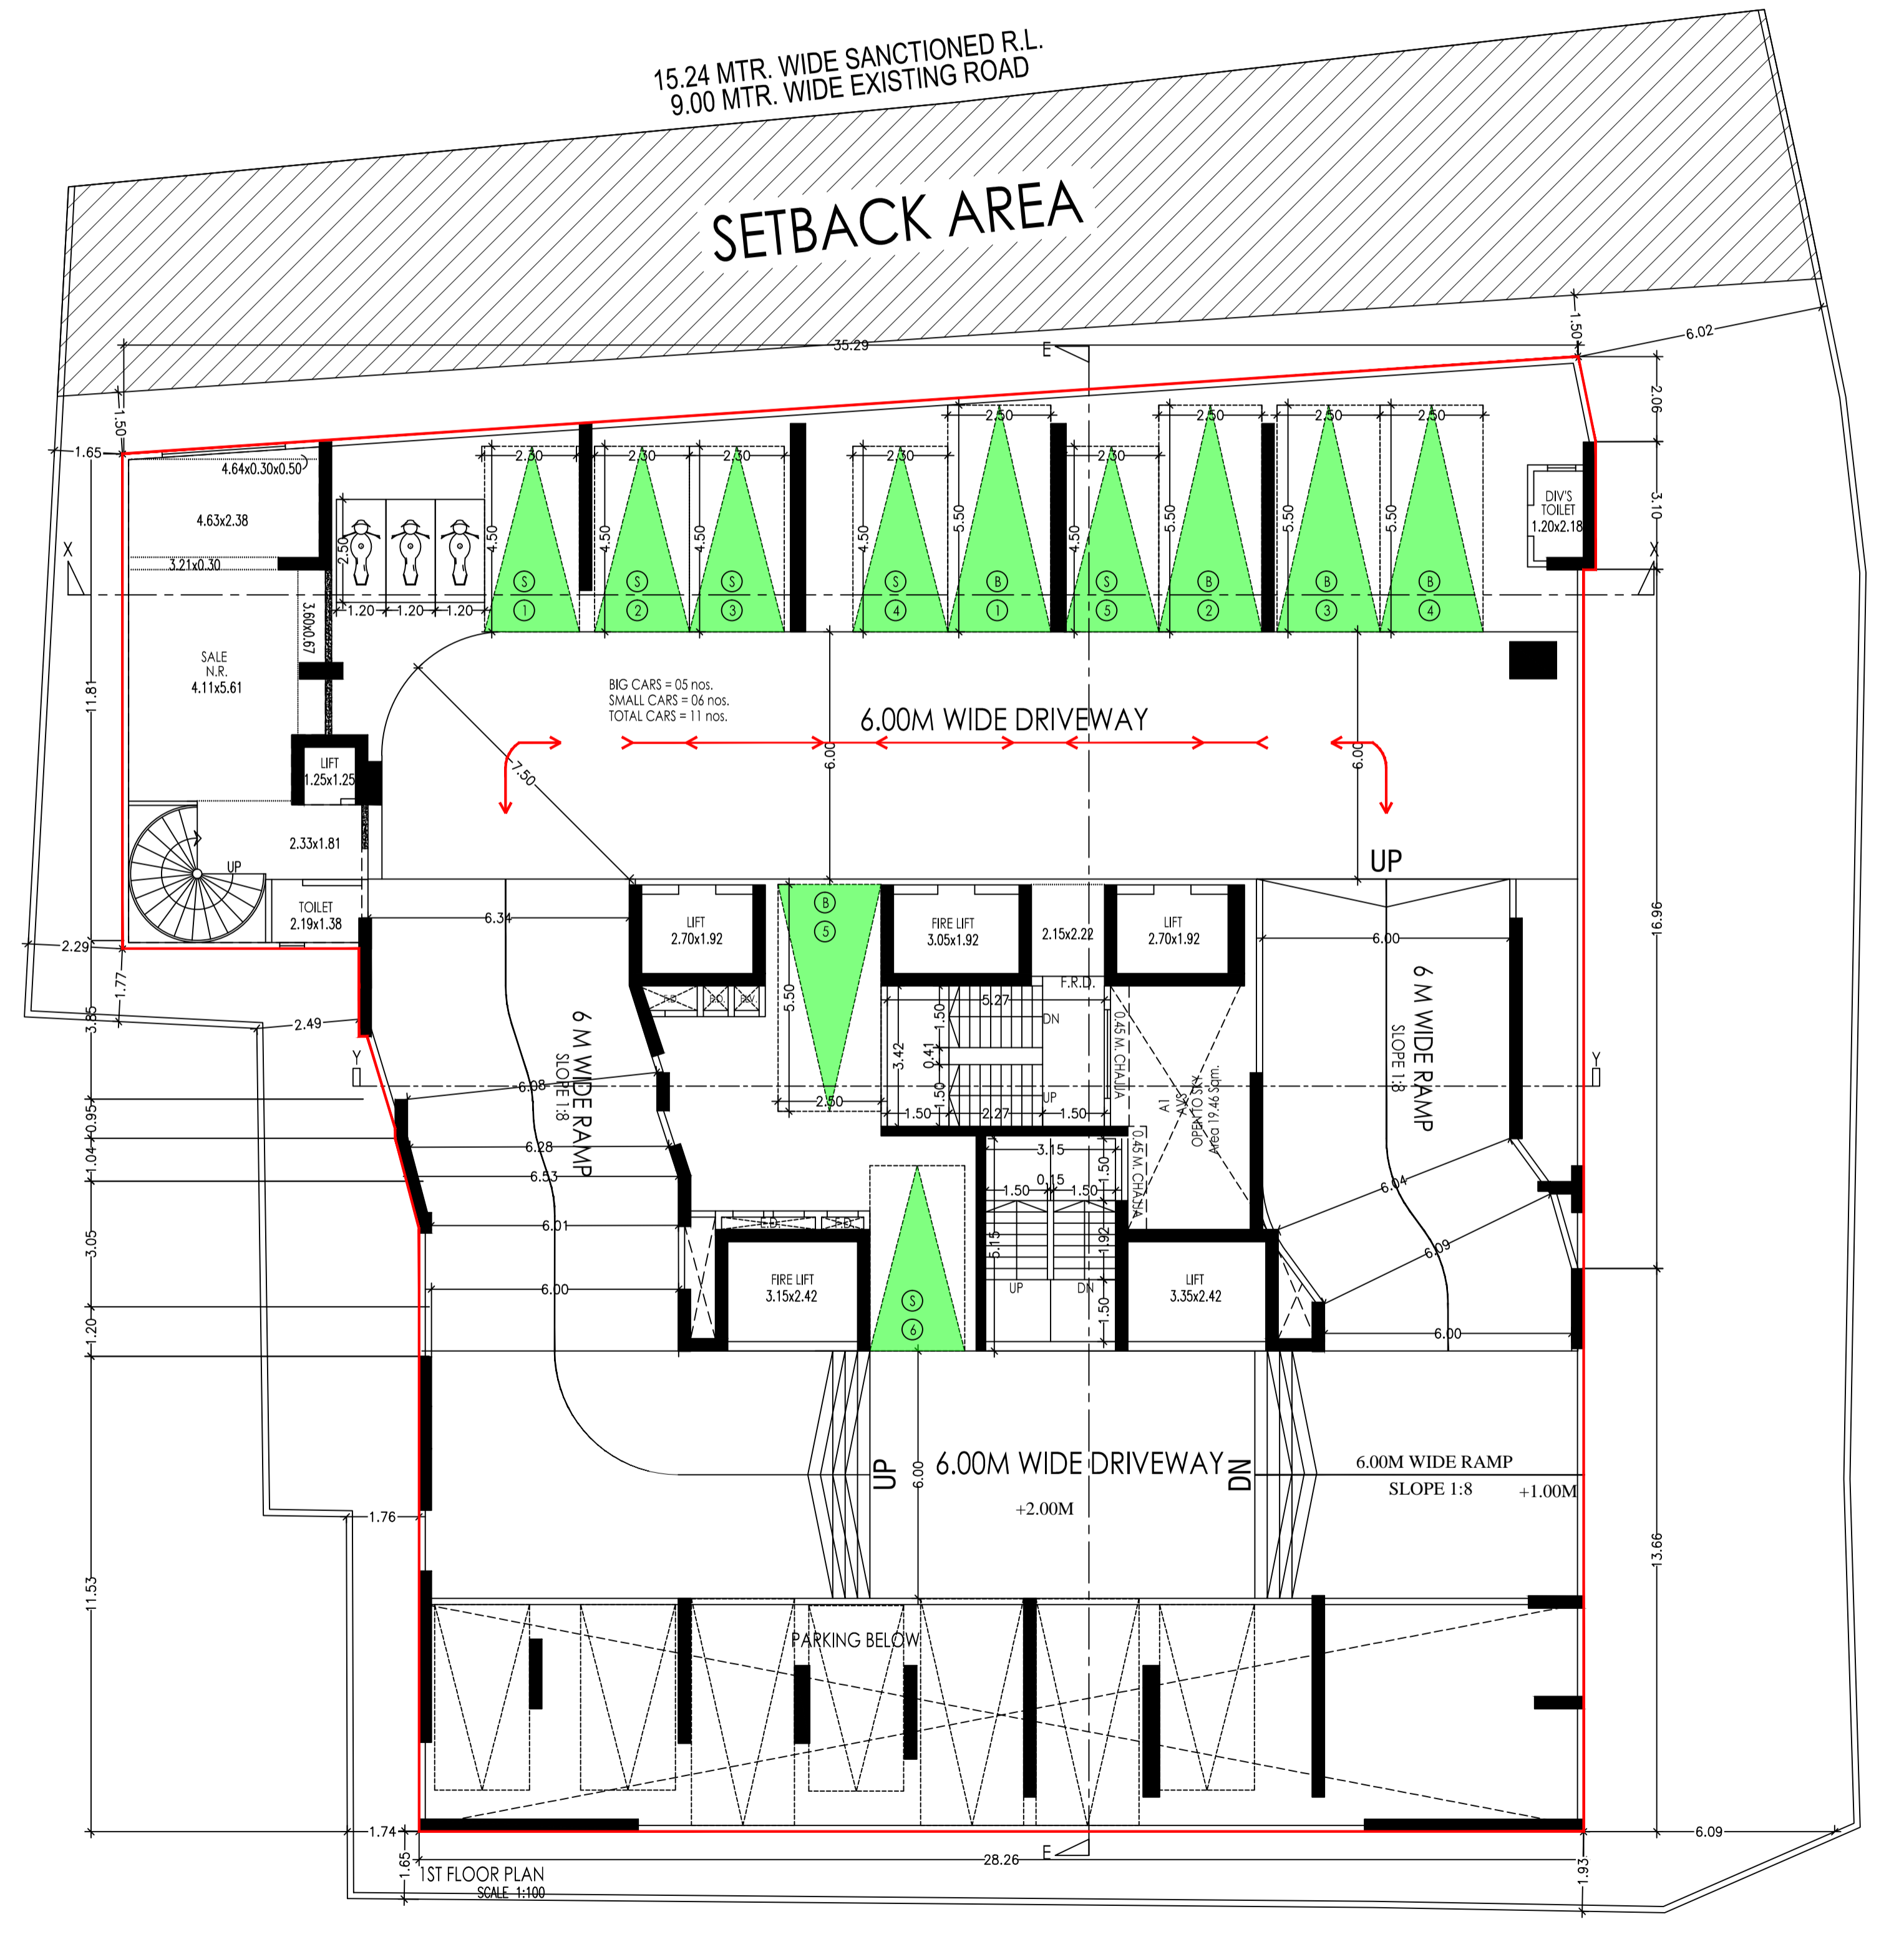 15.24 MTR. WIDE SANCTIONED R.L.
9.00 MTR. WIDE EXISTING ROAD
SETBACK AREA
1.50
6.02
35.29
E
2.06
1.50
1.65
4.64x0.30x0.50
2.30
2.30
2.30
2.30
2.50
2.30
2.50
2.50
2.50
4.63x2.38
DIV'S
TOILET
1.20x2.18
3.10
4.50
4.50
4.50
4.50
5.50
4.50
5.50
5.50
5.50
2.50
X
X
3.21x0.30
S
S
S
S
B
S
B
B
B
1
2
3
4
1
5
2
3
4
1.20
1.20
1.20
3.60x0.67
SALE
N.R.
4.11x5.61
11.81
BIG CARS = 05 nos.
SMALL CARS = 06 nos.
TOTAL CARS = 11 nos.
6.00M WIDE DRIVEWAY
6.00
6.00
7.50
LIFT
1.25x1.25
2.33x1.81
UP
UP
TOILET
2.19x1.38
6.34
LIFT
2.70x1.92
B
5
FIRE LIFT
3.05x1.92
2.15x2.22
LIFT
2.70x1.92
6.00
16.96
2.29
1.77
3.85
2.49
F.D.
E.D.
ELV.
5.50
5.27
F.R.D.
DN
1.50
0.41
1.50
3.42
0.45 M. CHAJJA
6 M WIDE RAMP
SLOPE 1:8
6 M WIDE RAMP
SLOPE 1:8
Y
Y
6.08
2.50
UP
1.50
2.27
1.50
A1
AVS
OPEN TO SKY
Area 19.46 Sqm.
0.95
1.04
6.28
6.53
6.01
3.15
0.15
1.50
1.50
1.50
0.45 M. CHAJJA
6.04
3.05
E.D.
F.D.
5.15
1.92
6.09
6.00
FIRE LIFT
3.15x2.42
S
6
UP
DN
1.50
LIFT
3.35x2.42
1.20
6.00
UP
6.00
6.00M WIDE DRIVEWAY
+2.00M
DN
6.00M WIDE RAMP
SLOPE 1:8
+1.00M
1.76
11.53
13.66
PARKING BELOW
1.74
6.09
1.65
28.26
E
1.93
1ST FLOOR PLAN
SCALE 1:100